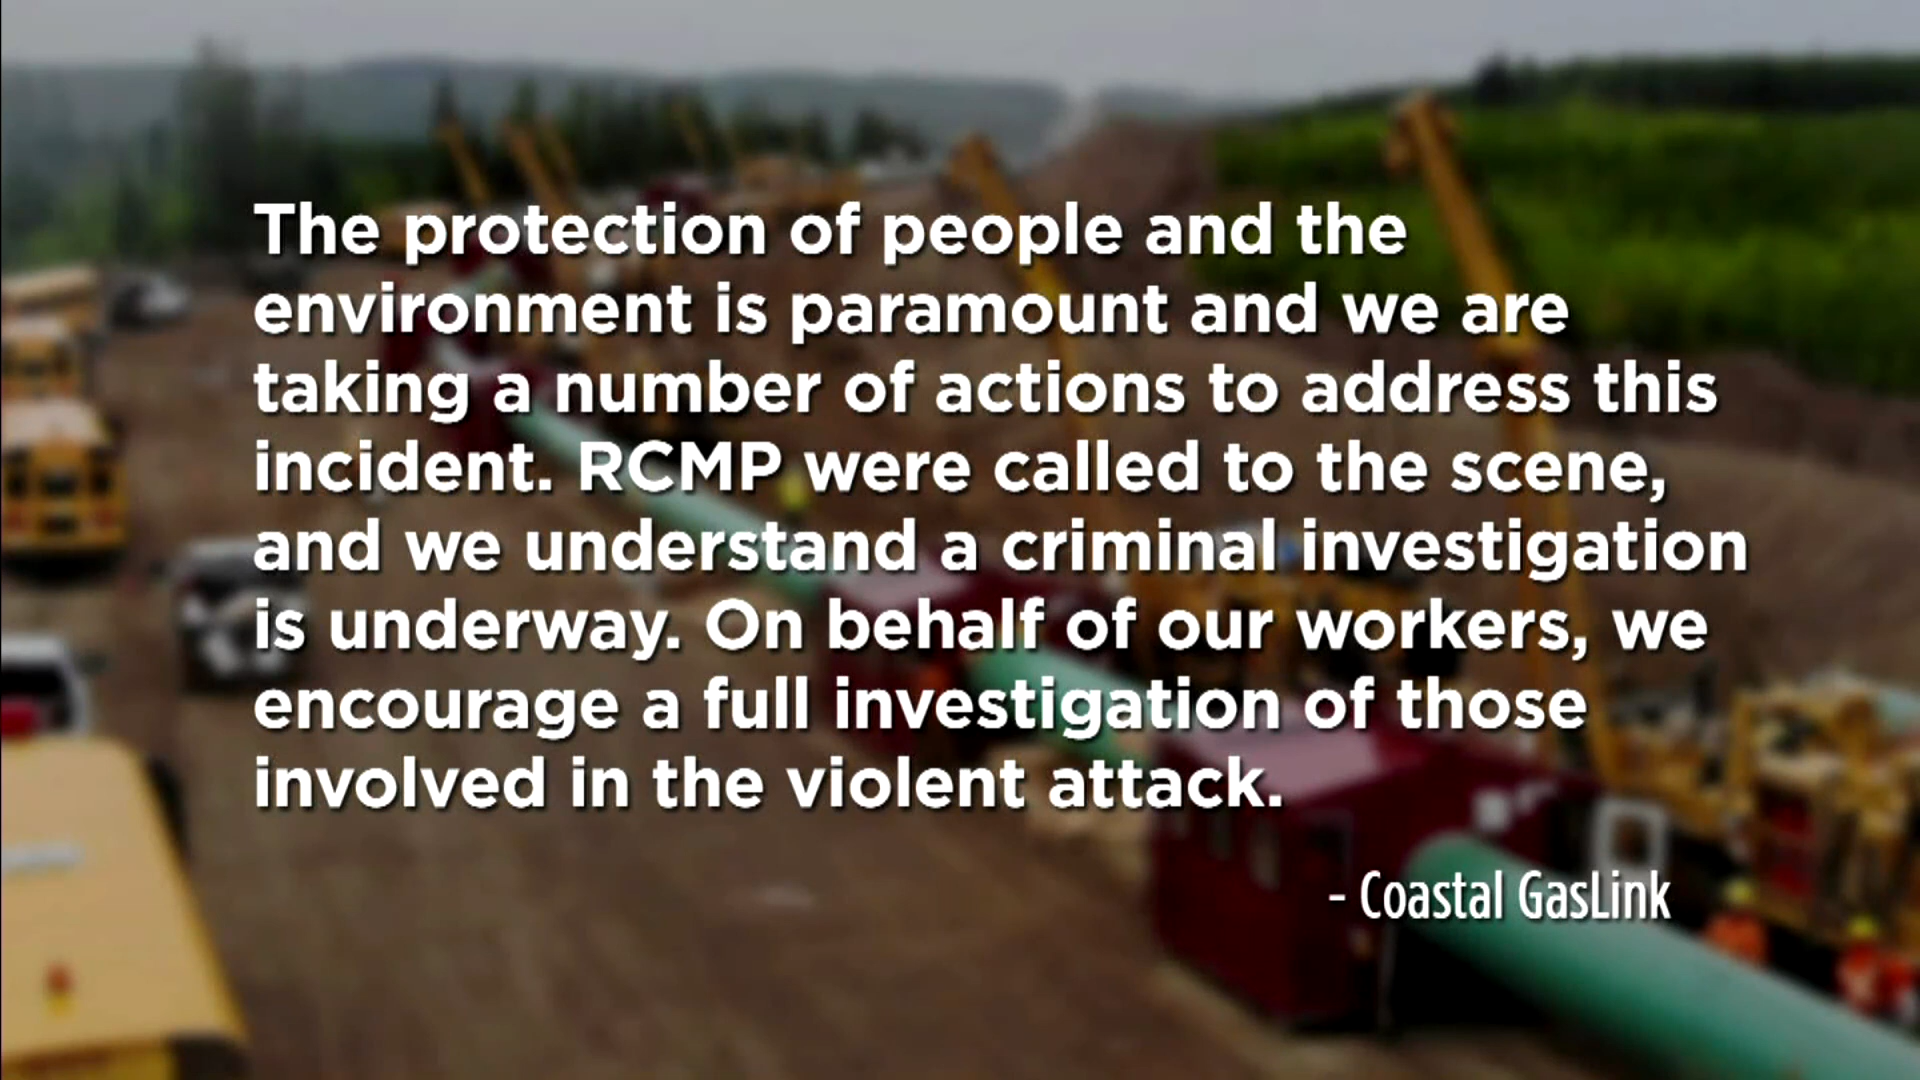 The protection of people and the
environment is paramount and we are
taking a number of actions to address this
incident. RCMP were called to the scene,
and we understand a criminal investigation
is underway. On behalf of our workers, we
encourage a full investigation of those
involved in the violent attack.
- Coastal GasLink